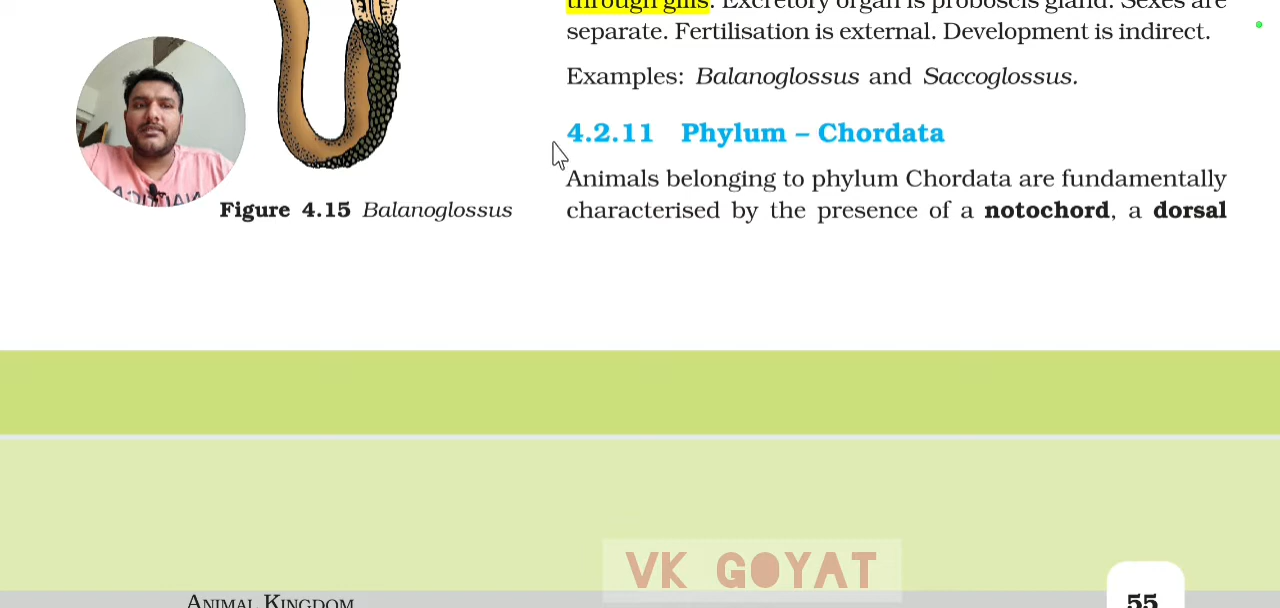 through gills. Excretory organ is proboscis gland. Sexes are
separate. Fertilisation is external. Development is indirect.
Examples: Balanoglossus and Saccoglossus.
4.2.11 Phylum – Chordata
Animals belonging to phylum Chordata are fundamentally
characterised by the presence of a notochord, a dorsal
Figure 4.15 Balanoglossus
VK GOYAT
ANIMAL KINGDOM
55